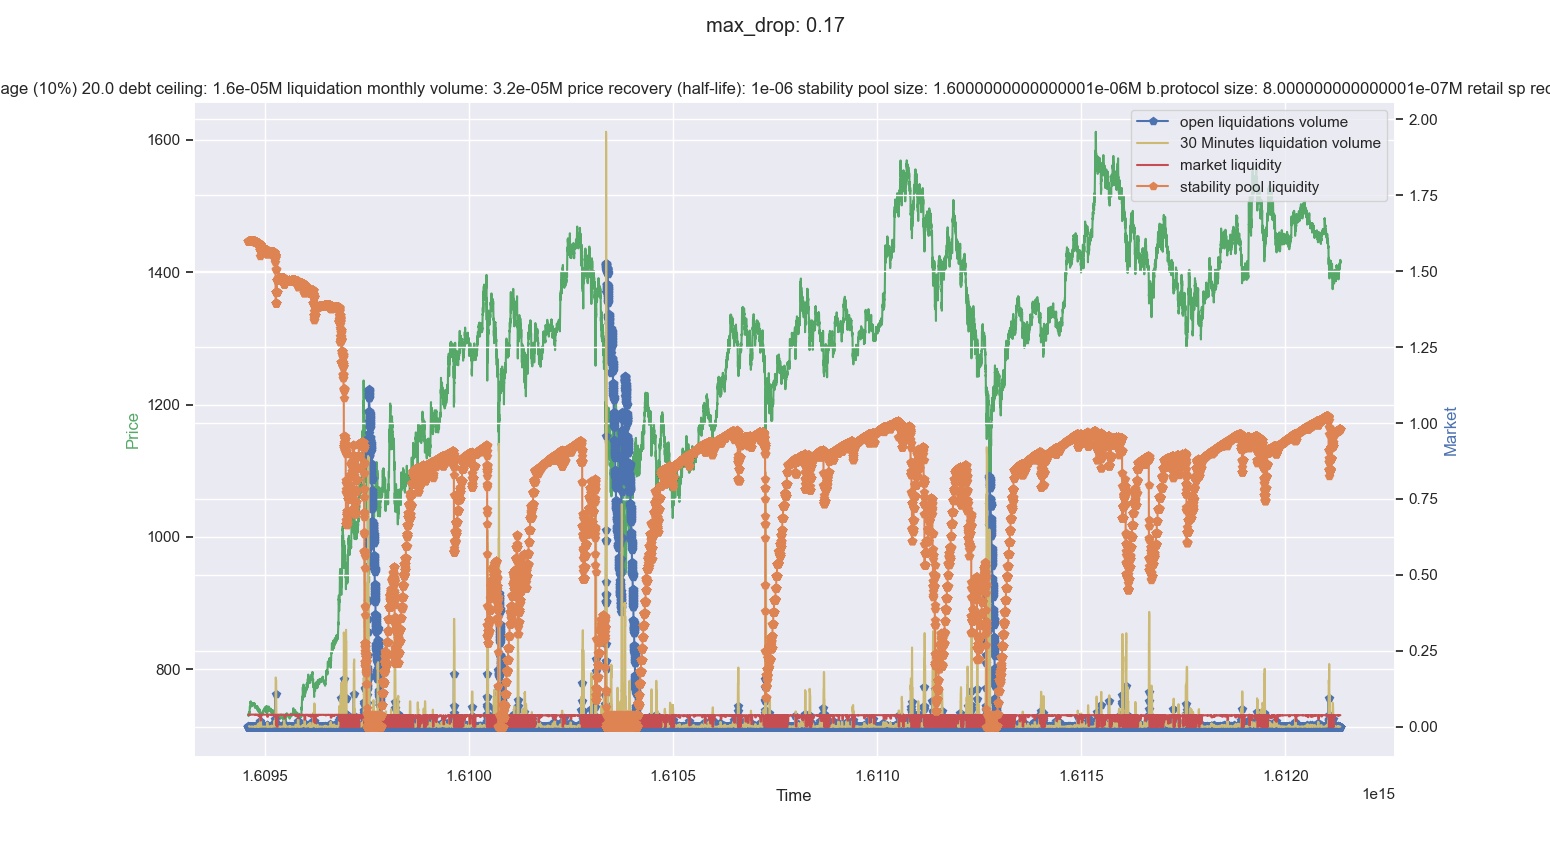 max_drop: 0.17
age (10%) 20.0 debt ceiling: 1.6e-05M liquidation monthly volume: 3.2e-05M price recovery (half-life): 1e-06 stability pool size: 1.6000000000000001e-06M b.protocol size: 8.000000000000001e-07M retail sp rec
open liquidations volume
30 Minutes liquidation volume
market liquidity
stability pool liquidity
1600
1400
1200
1000
800
Price
2.00
1.75
1.50
1.25
1.00
0.75
0.50
0.25
0.00
Market
1.6095 1.6100 1.6105 1.6110 1.6115 1.6120
Time
1e15